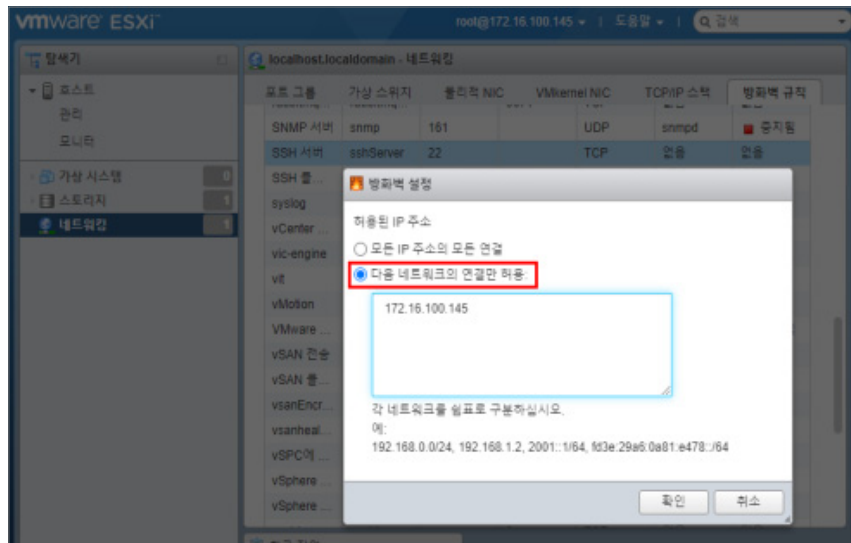 vmware ESXi
root@172.16.100.145 | 도움말 | 검색
탐색기
localhost.localdomain - 네트워킹
호스트
관리
모니터
가상 시스템 0
스토리지 1
네트워킹 1
포트 그룹 가상 스위치 물리적 NIC VMkernel NIC TCP/IP 스택 방화벽 규칙
SNMP 서버 snmp 161 UDP snmpd 중지됨
SSH 서버 sshServer 22 TCP 없음 없음
SSH 클...
syslog
vCenter ...
vic-engine
vit
vMotion
VMware ...
vSAN 전송
vSAN 클...
vsanEncr...
vsanheal...
vSPC에 ...
vSphere ...
vSphere ...
방화벽 설정
허용된 IP 주소
모든 IP 주소의 모든 연결
다음 네트워크의 연결만 허용:
172.16.100.145
각 네트워크를 쉼표로 구분하십시오.
예:
192.168.0.0/24, 192.168.1.2, 2001::1/64, fd3e:29a6:0a81:e478::/64
확인 취소